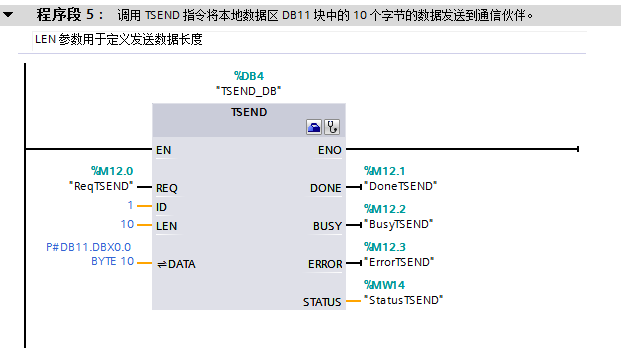 程序段 5： 调用 TSEND 指令将本地数据区 DB11 块中的 10 个字节的数据发送到通信伙伴。
LEN 参数用于定义发送数据长度
%DB4
"TSEND_DB"
TSEND
EN
ENO
%M12.0
"ReqTSEND"
REQ
1
ID
10
LEN
P#DB11.DBX0.0
BYTE 10
⇌DATA
%M12.1
DONE
"DoneTSEND"
%M12.2
BUSY
"BusyTSEND"
%M12.3
ERROR
"ErrorTSEND"
%MW14
STATUS
"StatusTSEND"